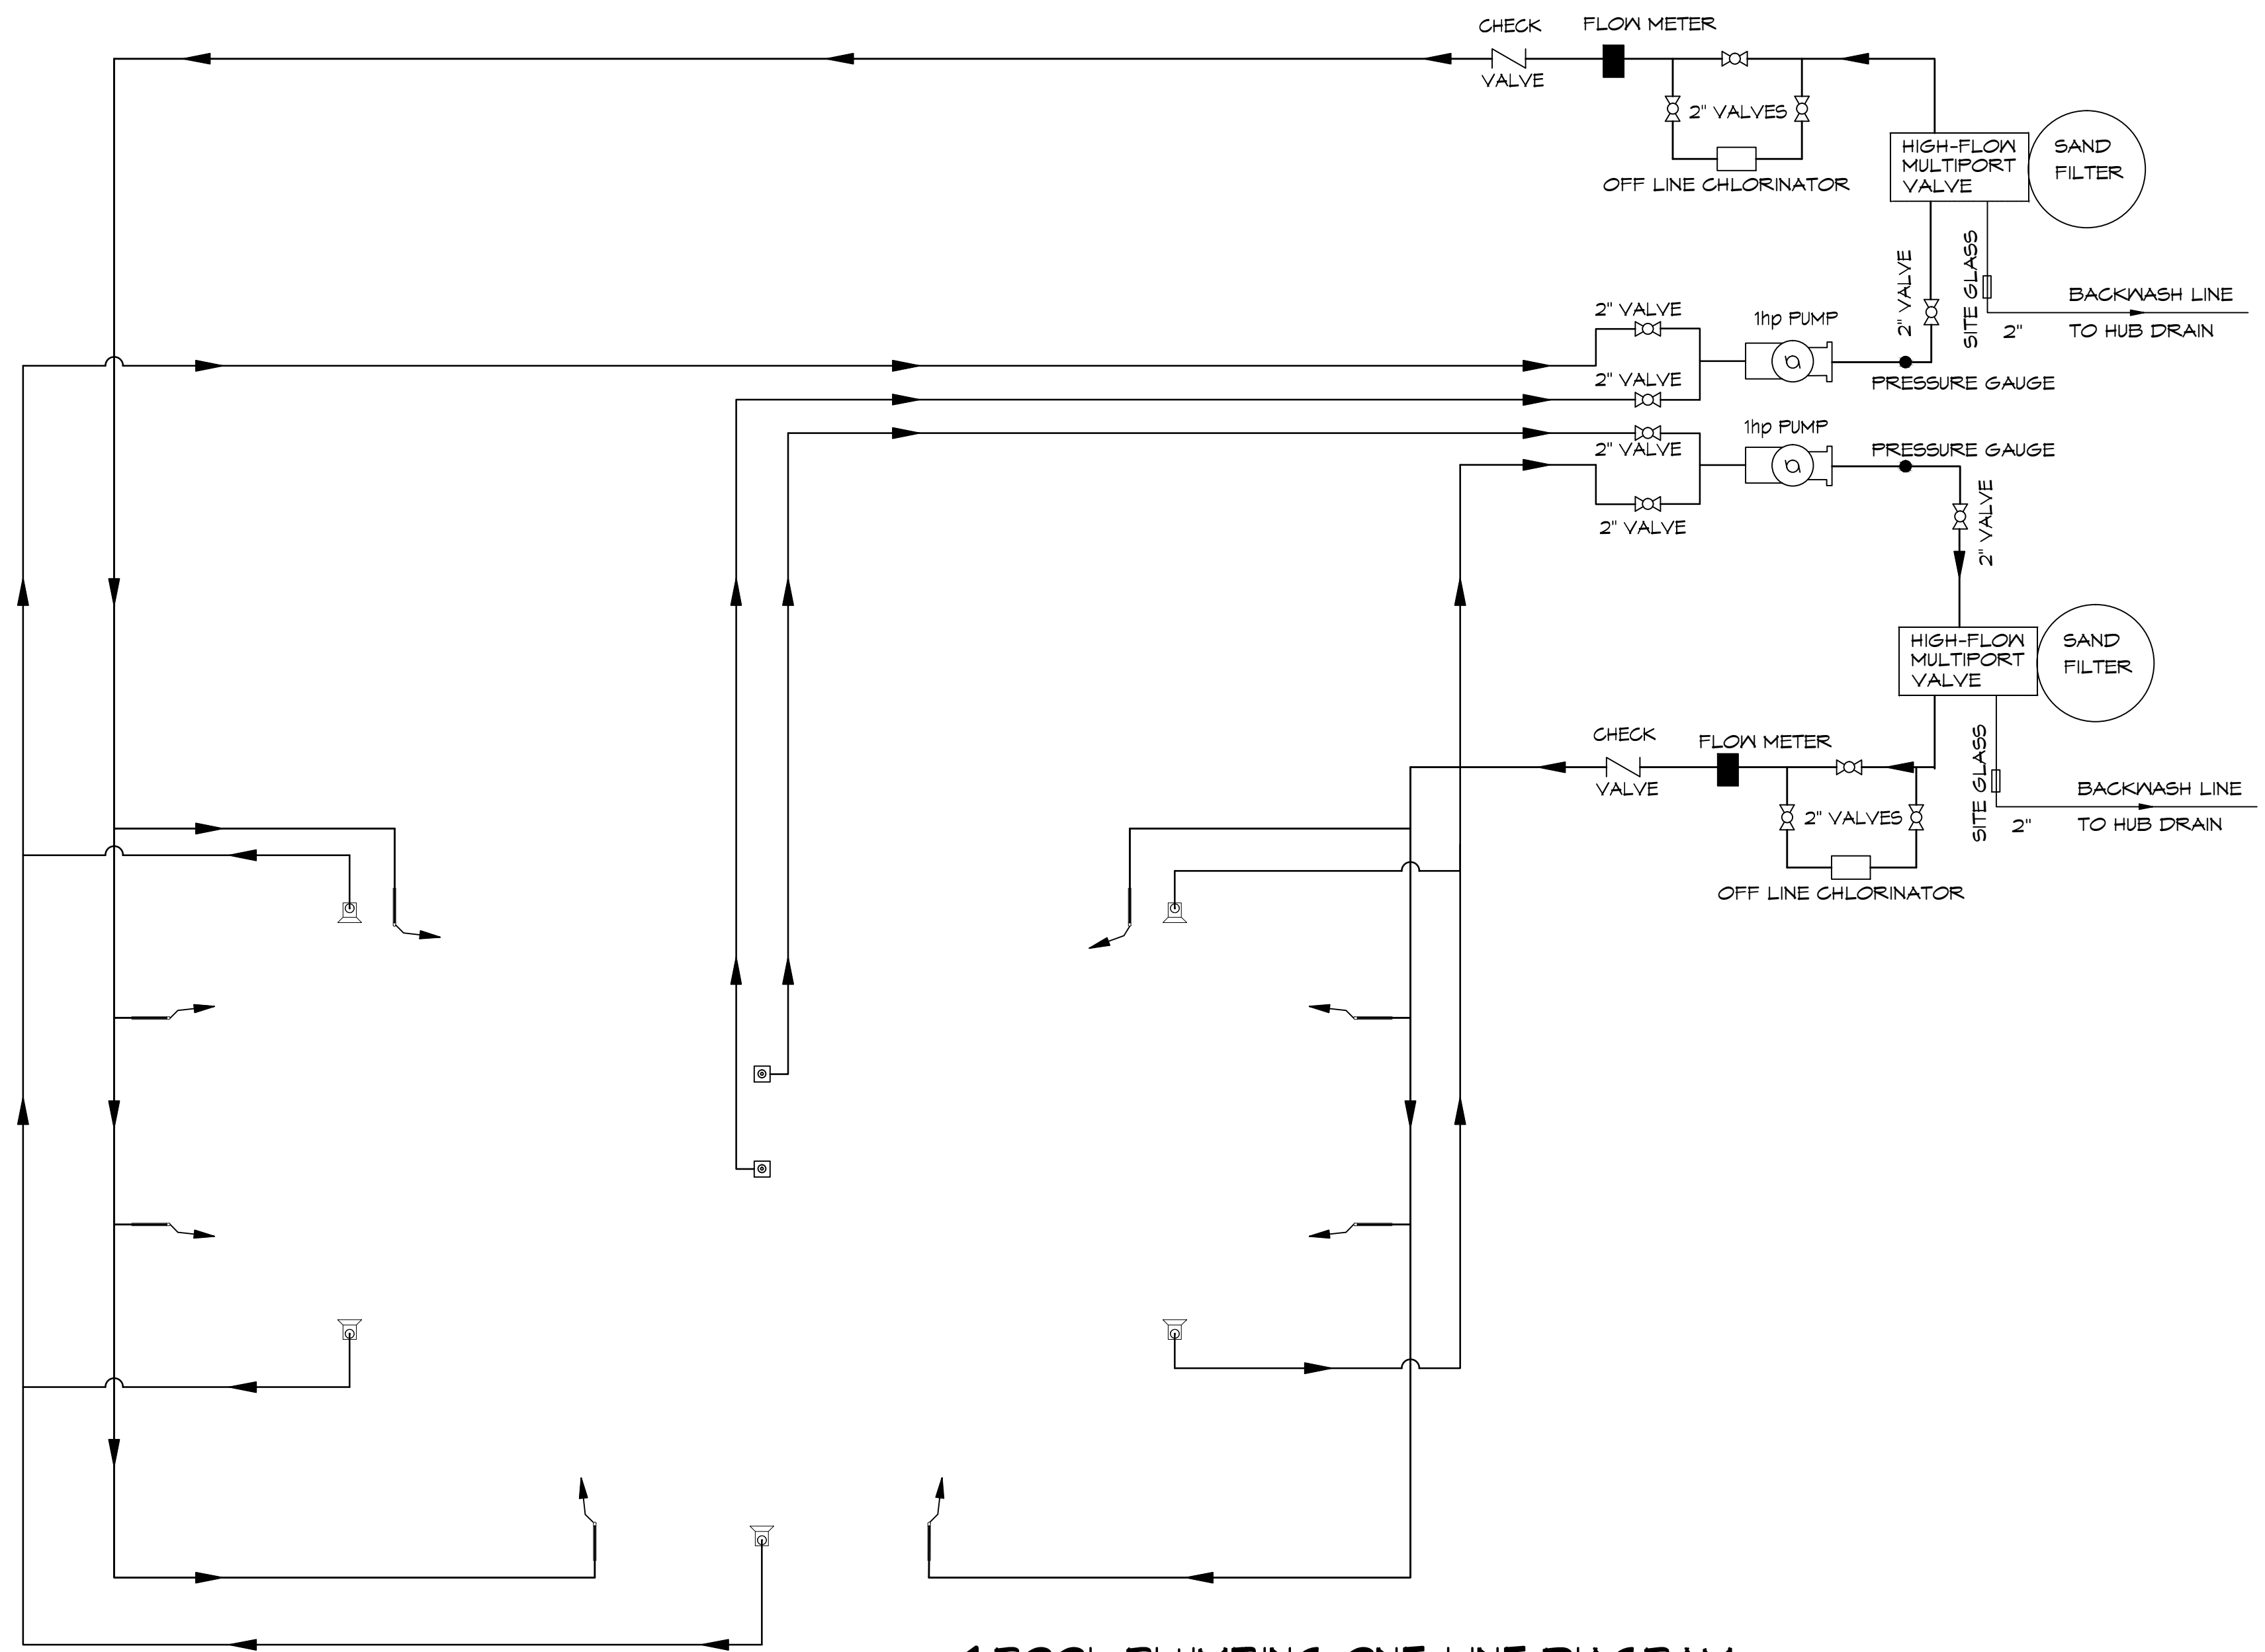 CHECK
VALVE
FLOW METER
2" VALVES
OFF LINE CHLORINATOR
HIGH-FLOW
MULTIPORT
VALVE
SAND
FILTER
2" VALVE
SITE GLASS
BACKWASH LINE
2"
TO HUB DRAIN
2" VALVE
1hp PUMP
2" VALVE
PRESSURE GAUGE
2" VALVE
1hp PUMP
PRESSURE GAUGE
2" VALVE
2" VALVE
HIGH-FLOW
MULTIPORT
VALVE
SAND
FILTER
CHECK
VALVE
FLOW METER
2" VALVES
OFF LINE CHLORINATOR
SITE GLASS
BACKWASH LINE
2"
TO HUB DRAIN